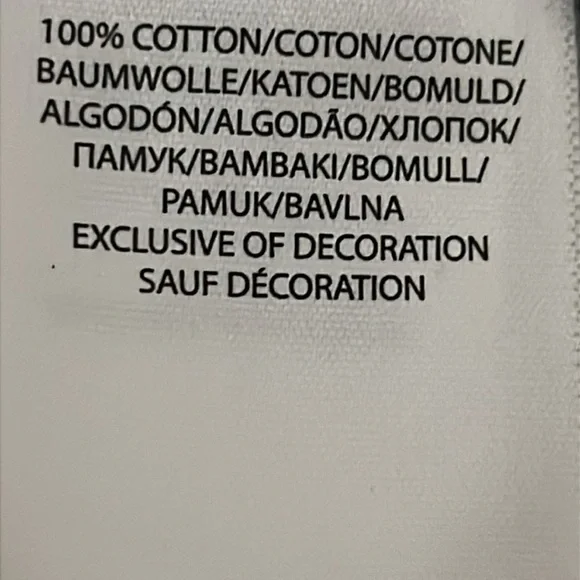 100% COTTON/COTON/COTONE/
BAUMWOLLE/KATOEN/BOMULD/
ALGODÓN/ALGODÃO/ХЛОПОК/
ПАМУК/BAMBAKI/BOMULL/
PAMUK/BAVLNA
EXCLUSIVE OF DECORATION
SAUF DÉCORATION